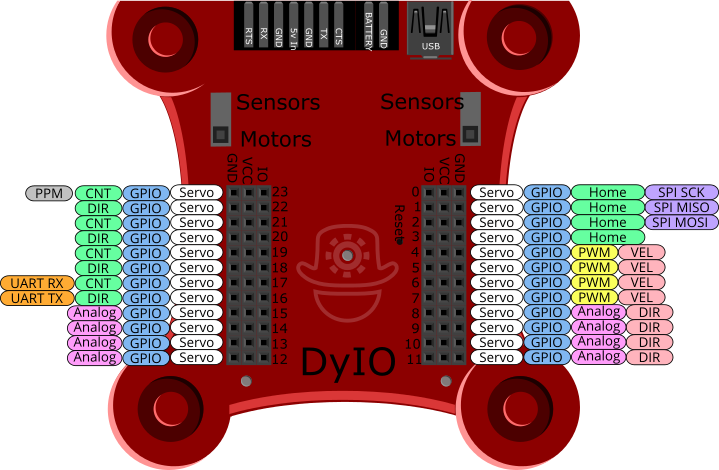 RTS RX GND 5v In GND TX CTS BATTERY GND USB
Sensors Sensors
Motors Motors
GND VCC IO IO VCC GND
PPM CNT GPIO Servo 23 0 Servo GPIO Home SPI SCK
DIR GPIO Servo 22 1 Servo GPIO Home SPI MISO
CNT GPIO Servo 21 2 Servo GPIO Home SPI MOSI
DIR GPIO Servo 20 3 Servo GPIO Home
Reset
CNT GPIO Servo 19 4 Servo GPIO PWM VEL
DIR GPIO Servo 18 5 Servo GPIO PWM VEL
UART RX CNT GPIO Servo 17 6 Servo GPIO PWM VEL
UART TX DIR GPIO Servo 16 7 Servo GPIO PWM VEL
Analog GPIO Servo 15 8 Servo GPIO Analog DIR
Analog GPIO Servo 14 9 Servo GPIO Analog DIR
Analog GPIO Servo 13 10 Servo GPIO Analog DIR
Analog GPIO Servo 12 11 Servo GPIO Analog DIR
DyIO